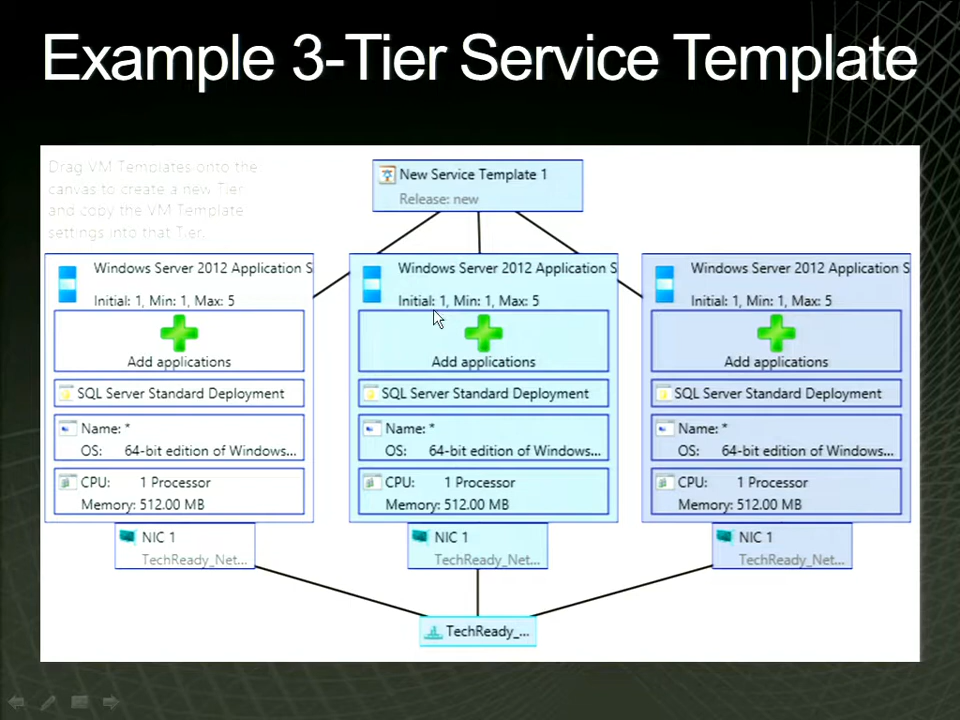 Example 3-Tier Service Template
Drag VM Templates onto the
canvas to create a new Tier
and copy the VM Template
settings into that Tier.
New Service Template 1
Release: new
Windows Server 2012 Application S
Initial: 1, Min: 1, Max: 5
Add applications
SQL Server Standard Deployment
Name: *
OS: 64-bit edition of Windows...
CPU: 1 Processor
Memory: 512.00 MB
NIC 1
TechReady_Net...
Windows Server 2012 Application S
Initial: 1, Min: 1, Max: 5
Add applications
SQL Server Standard Deployment
Name: *
OS: 64-bit edition of Windows...
CPU: 1 Processor
Memory: 512.00 MB
NIC 1
TechReady_Net...
Windows Server 2012 Application S
Initial: 1, Min: 1, Max: 5
Add applications
SQL Server Standard Deployment
Name: *
OS: 64-bit edition of Windows...
CPU: 1 Processor
Memory: 512.00 MB
NIC 1
TechReady_Net...
TechReady_...